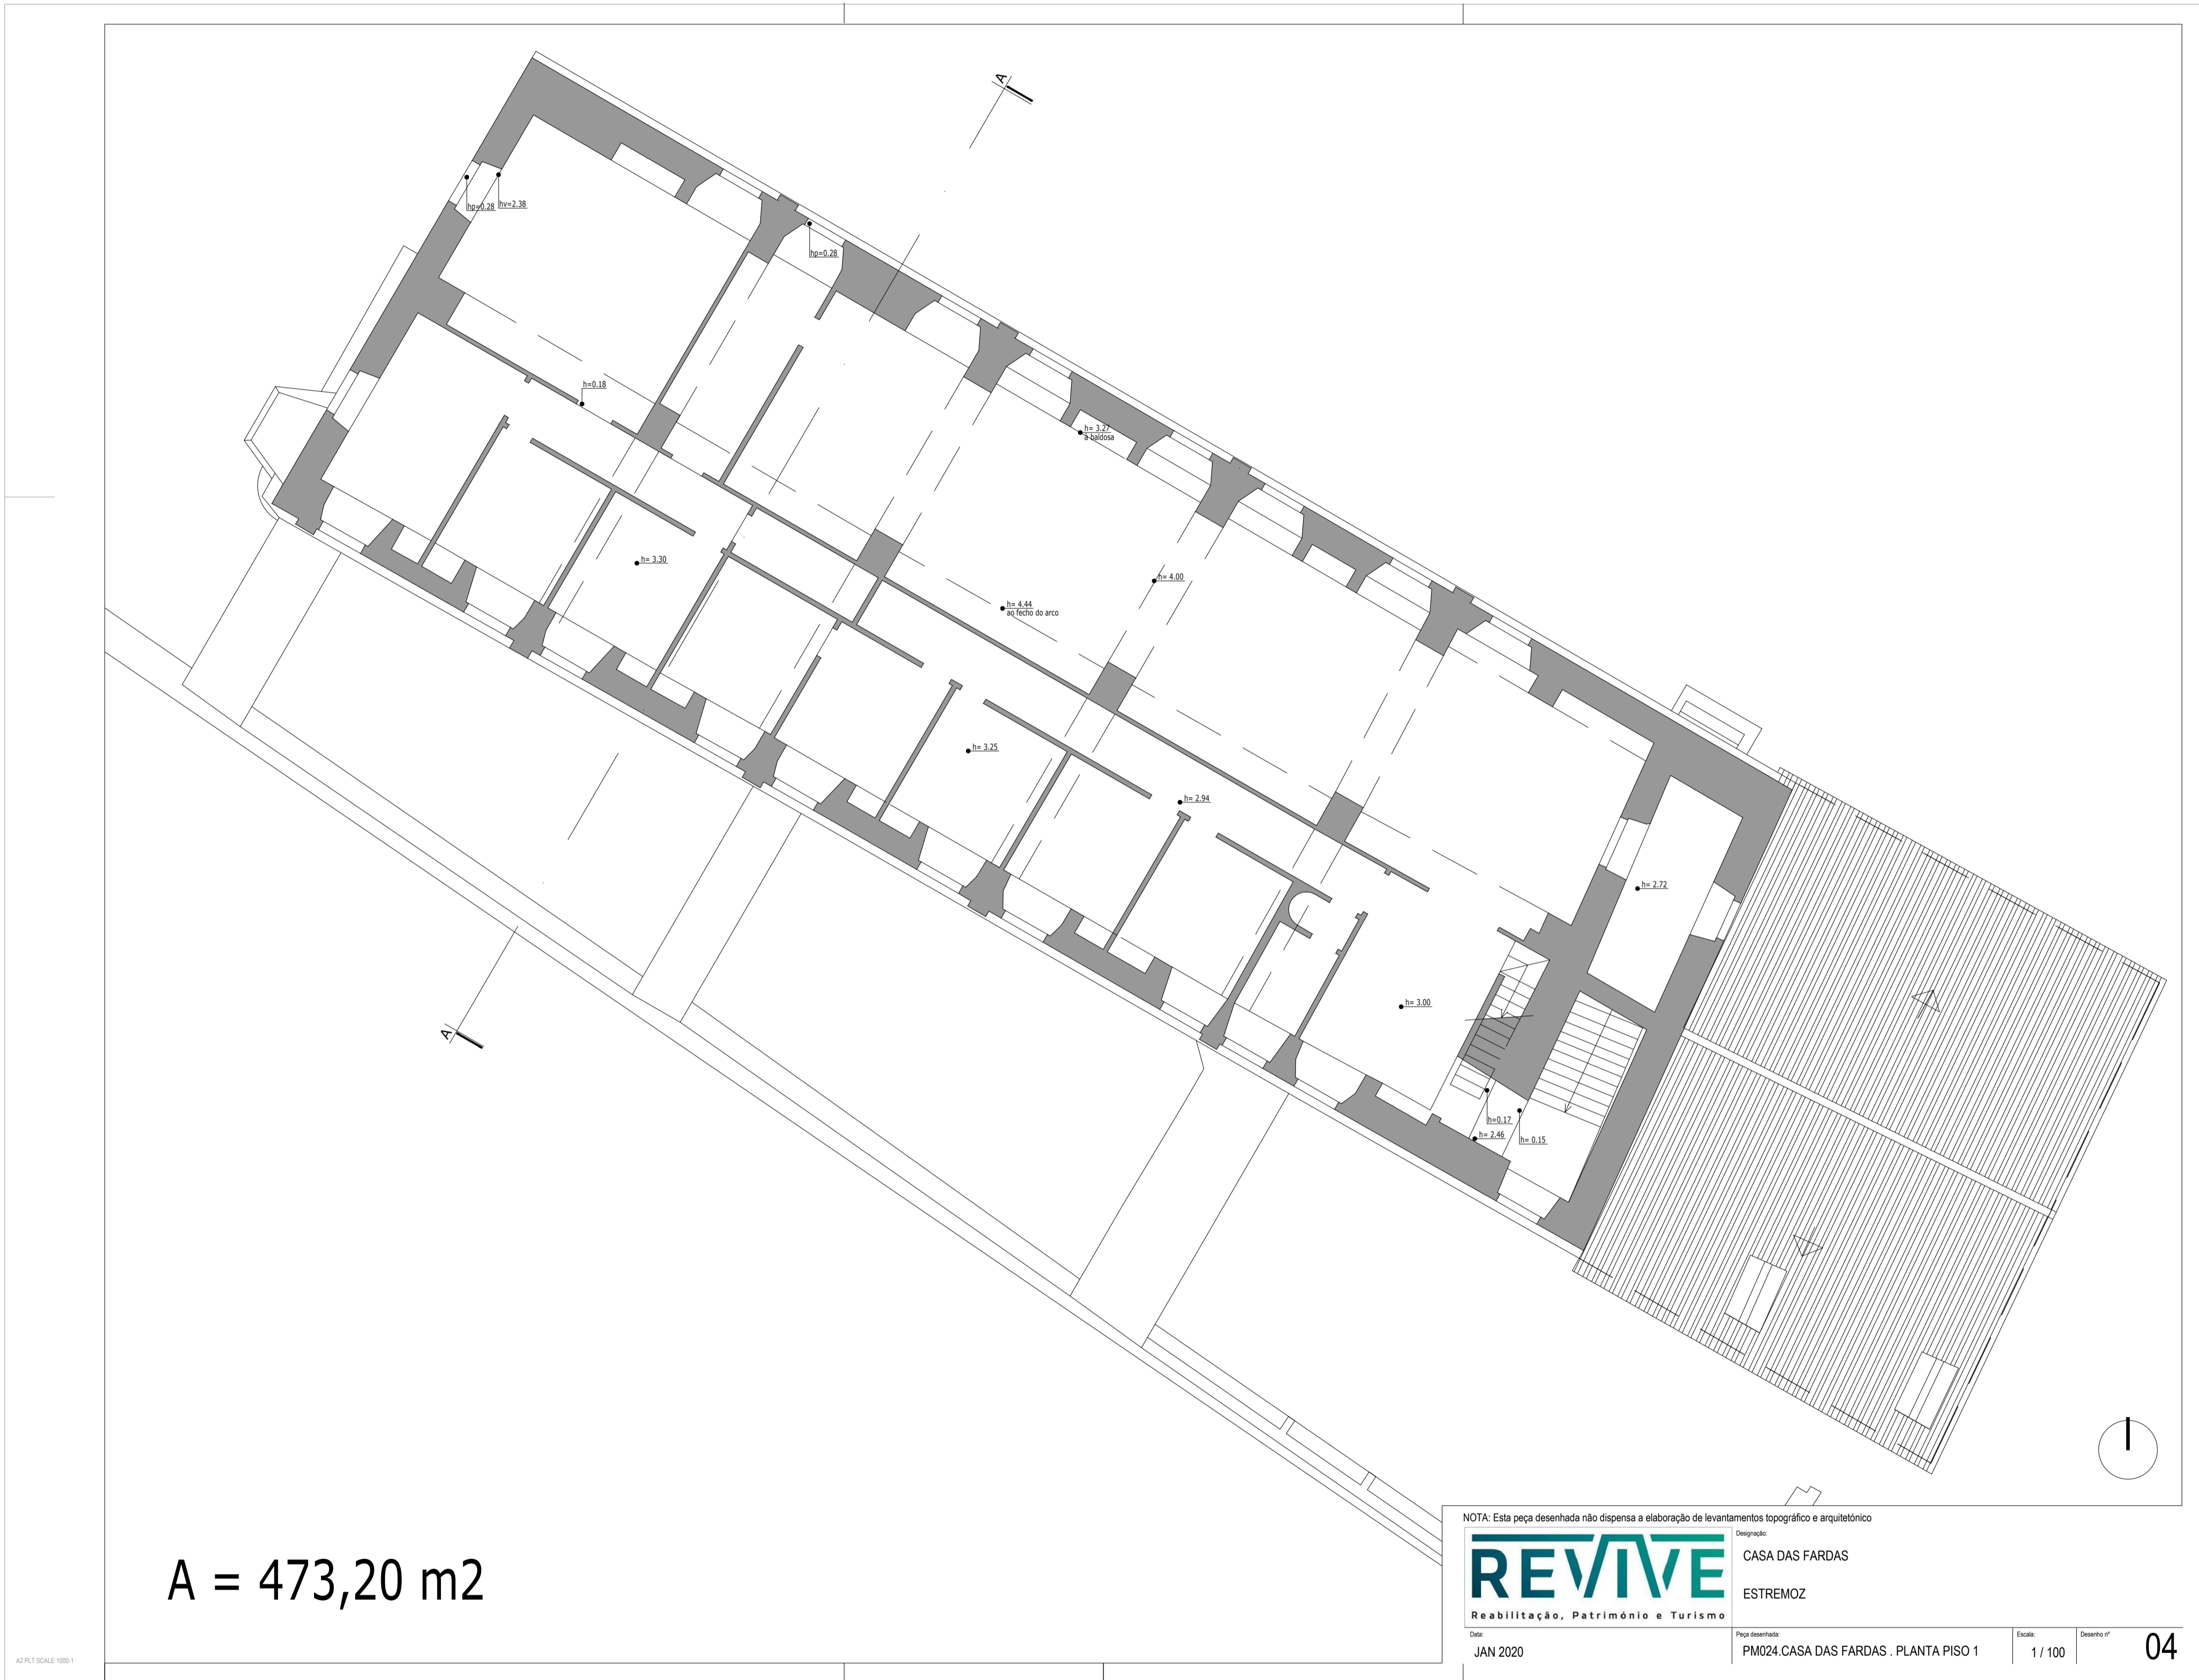 A
hp=0.28
hv=2.38
hp=0.28
h=0.18
h= 3.27
à baldosa
h= 3.30
h= 4.00
h= 4.44
ao fecho do arco
h= 3.25
h= 2.94
h= 2.72
h= 3.00
A
h=0.17
h= 2.46
h= 0.15
A = 473,20 m2
NOTA: Esta peça desenhada não dispensa a elaboração de levantamentos topográfico e arquitetónico
REVIVE
Reabilitação, Património e Turismo
Designação:
CASA DAS FARDAS
ESTREMOZ
Data:
JAN 2020
Peça desenhada:
PM024.CASA DAS FARDAS . PLANTA PISO 1
Escala:
1 / 100
Desenho nº
04
A2 PLT SCALE 1000-1